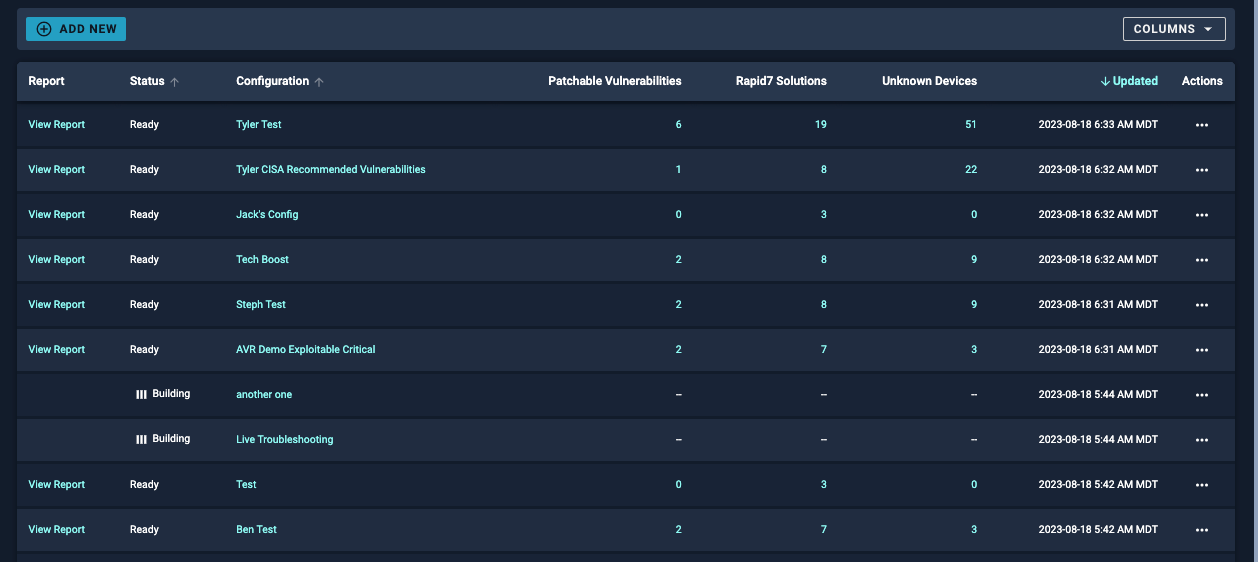 ADD NEW COLUMNS
Report Status Configuration Patchable Vulnerabilities Rapid7 Solutions Unknown Devices Updated Actions
View Report Ready Tyler Test 6 19 51 2023-08-18 6:33 AM MDT ...
View Report Ready Tyler CISA Recommended Vulnerabilities 1 8 22 2023-08-18 6:32 AM MDT ...
View Report Ready Jack's Config 0 3 0 2023-08-18 6:32 AM MDT ...
View Report Ready Tech Boost 2 8 9 2023-08-18 6:32 AM MDT ...
View Report Ready Steph Test 2 8 9 2023-08-18 6:31 AM MDT ...
View Report Ready AVR Demo Exploitable Critical 2 7 3 2023-08-18 6:31 AM MDT ...
Building another one – – – 2023-08-18 5:44 AM MDT ...
Building Live Troubleshooting – – – 2023-08-18 5:44 AM MDT ...
View Report Ready Test 0 3 0 2023-08-18 5:42 AM MDT ...
View Report Ready Ben Test 2 7 3 2023-08-18 5:42 AM MDT ...